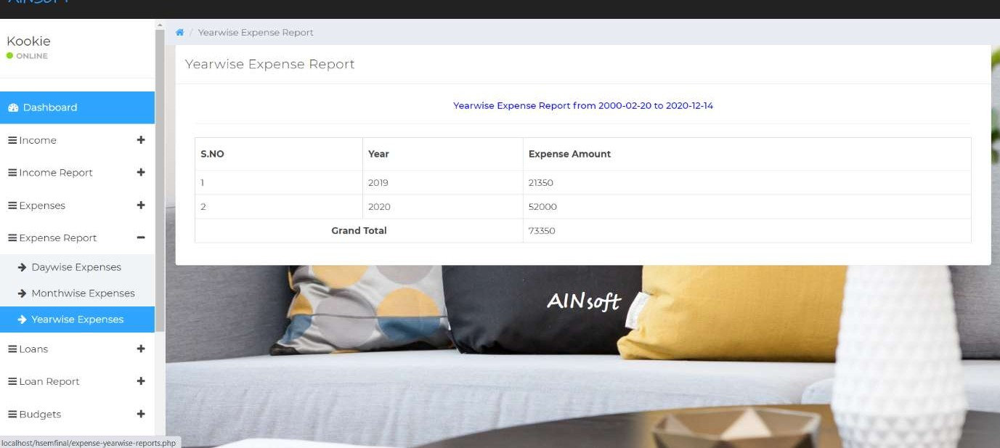 Kookie
ONLINE
Dashboard
Income
Income Report
Expenses
Expense Report
Daywise Expenses
Monthwise Expenses
Yearwise Expenses
Loans
Loan Report
Budgets
localhost/hsemfinal/expense-yearwise-reports.php
/ Yearwise Expense Report
Yearwise Expense Report
Yearwise Expense Report from 2000-02-20 to 2020-12-14
S.NO Year Expense Amount
1 2019 21350
2 2020 52000
Grand Total 73350
AINsoft